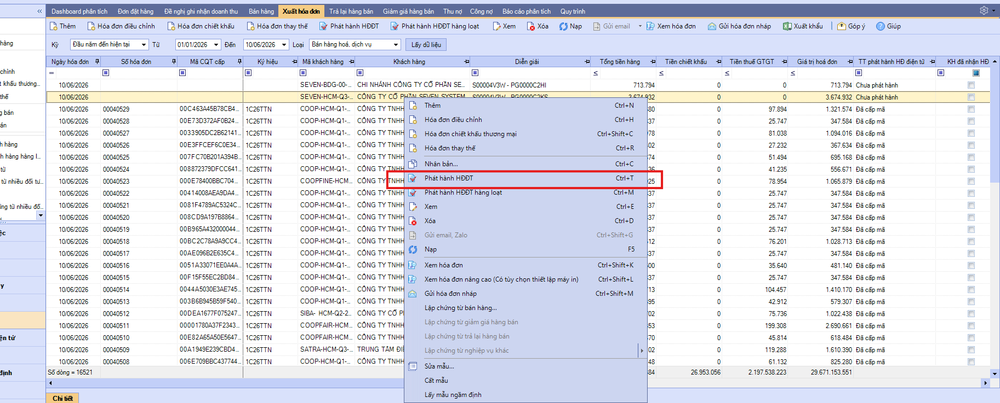 Dashboard phân tích Đơn đặt hàng Đề nghị ghi nhận doanh thu Bán hàng Xuất hóa đơn Trả lại hàng bán Giảm giá hàng bán Thu nợ Công nợ Báo cáo phân tích Quy trình
Thêm Hóa đơn điều chỉnh Hóa đơn chiết khấu Hóa đơn thay thế Phát hành HĐĐT Phát hành HĐĐT hàng loạt Xem Xóa Nạp Gửi email Xem hóa đơn Gửi hóa đơn nháp Xuất khẩu Góp ý Giúp
Kỳ Đầu năm đến hiện tại Từ 01/01/2026 Đến 10/06/2026 Loại Bán hàng hoá, dịch vụ Lấy dữ liệu
Ngày hóa đơn Số hóa đơn Mã CQT cấp Ký hiệu Mã khách hàng Khách hàng Diễn giải Tổng tiền hàng Tiền chiết khấu Tiền thuế GTGT Giá trị hoá đơn TT phát hành HĐ điện tử KH đã nhận HĐ
= ≤ ≤ ≤ ≤
10/06/2026 SEVEN-BDG-00-... CHI NHÁNH CÔNG TY CỔ PHẦN SE... S00004V3W - PG0000C2HI 713.794 0 0 713.794 Chưa phát hành
10/06/2026 SEVEN-HCM-Q3-... CÔNG TY CỔ PHẦN SEVEN SYSTEM S00004V3W - PG0000C2KS 3.674.932 0 0 3.674.932 Chưa phát hành
10/06/2026 00040529 00C463A45B78CB4... 1C26TTN COOP-HCM-Q1-... CÔNG TY TNHH 0 97.894 1.321.574 Đã cấp mã
10/06/2026 00040528 00E73D372AF0B24... 1C26TTN COOP-HCM-Q1-... CÔNG TY TNHH 0 25.747 347.584 Đã cấp mã
10/06/2026 00040527 0033905DC2B62141... 1C26TTN COOP-HCM-Q1-... CÔNG TY TNHH 0 81.038 1.094.016 Đã cấp mã
10/06/2026 00040526 00E3FFCEF6C0E34... 1C26TTN COOP-HCM-Q1-... CÔNG TY TNHH 0 27.232 367.634 Đã cấp mã
10/06/2026 00040525 007FC70B201A394B... 1C26TTN COOP-HCM-Q1-... CÔNG TY TNHH 0 51.494 695.168 Đã cấp mã
10/06/2026 00040524 008872379DFCC641... 1C26TTN COOP-HCM-Q1-... CÔNG TY TNHH 0 41.235 556.671 Đã cấp mã
10/06/2026 00040523 000E78400BBC704... 1C26TTN COOPFINE-HCM... CÔNG TY TNHH 0 78.954 1.065.879 Đã cấp mã
10/06/2026 00040522 00414008AEA9DA4... 1C26TTN COOP-HCM-Q1-... CÔNG TY TNHH 0 25.747 347.584 Đã cấp mã
10/06/2026 00040521 0081F4789AC5324C... 1C26TTN COOP-HCM-Q1-... CÔNG TY TNHH 0 25.747 347.584 Đã cấp mã
10/06/2026 00040520 008CD9A197B8864... 1C26TTN COOP-HCM-Q1-... CÔNG TY TNHH 0 25.747 347.584 Đã cấp mã
10/06/2026 00040519 00B965A432000044... 1C26TTN COOP-HCM-Q1-... CÔNG TY TNHH 0 25.747 347.584 Đã cấp mã
10/06/2026 00040518 00BC2C78A9A9CC4... 1C26TTN COOP-HCM-Q1-... CÔNG TY TNHH 0 76.201 1.028.713 Đã cấp mã
10/06/2026 00040517 00AE096B2E635C4... 1C26TTN COOP-HCM-Q1-... CÔNG TY TNHH 0 25.747 347.584 Đã cấp mã
10/06/2026 00040516 0051A33071EE0A4A... 1C26TTN COOP-HCM-Q1-... CÔNG TY TNHH 0 35.640 481.140 Đã cấp mã
10/06/2026 00040515 00F15F55EC2BD84... 1C26TTN COOP-HCM-Q1-... CÔNG TY TNHH 0 25.747 347.584 Đã cấp mã
10/06/2026 00040514 0044A5030E3AE745... 1C26TTN COOP-HCM-Q1-... CÔNG TY TNHH 0 104.457 1.410.170 Đã cấp mã
10/06/2026 00040513 003B6B945B59F540... 1C26TTN COOP-HCM-Q1-... CÔNG TY TNHH 0 42.912 579.307 Đã cấp mã
10/06/2026 00040512 00DEA1677F075247... 1C26TTN SIBA- HCM-Q2-2... CÔNG TY CỔ 0 75.736 1.022.438 Đã cấp mã
10/06/2026 00040511 00001780A37F2343... 1C26TTN COOPFAIR-HCM... CÔNG TY TNHH 0 199.308 2.690.661 Đã cấp mã
10/06/2026 00040510 00E82A65A50E5647... 1C26TTN COOPFAIR-HCM... CÔNG TY TNHH 0 45.814 618.484 Đã cấp mã
10/06/2026 00040509 00A1949E239CBD4... 1C26TTN SATRA-HCM-Q3-... TRUNG TÂM 0 119.288 1.610.390 Đã cấp mã
10/06/2026 00040508 006E709BBC437744... 1C26TTN COOP-HCM-Q1-... CÔNG TY TNHH 0 61.132 825.280 Đã cấp mã
Số dòng = 16521 26.953.056 2.197.538.223 29.671.153.551
Chi tiết
Thêm Ctrl+N
Hóa đơn điều chỉnh Ctrl+H
Hóa đơn chiết khấu thương mại Ctrl+Shift+C
Hóa đơn thay thế Ctrl+R
Nhân bản... Ctrl+C
Phát hành HĐĐT Ctrl+T
Phát hành HĐĐT hàng loạt Ctrl+M
Xem Ctrl+E
Xóa Ctrl+D
Gửi email, Zalo Ctrl+Shift+G
Nạp F5
Xem hóa đơn Ctrl+Shift+K
Xem hóa đơn nâng cao (Có tùy chọn thiết lập máy in) Ctrl+Shift+L
Gửi hóa đơn nháp Ctrl+Shift+M
Lập chứng từ bán hàng...
Lập chứng từ giảm giá hàng bán
Lập chứng từ trả lại hàng bán
Lập chứng từ nghiệp vụ khác
Sửa mẫu...
Cất mẫu
Lấy mẫu ngầm định
hàng
chỉnh
t khấu thương...
thế
g bán
án
h hàng
h hàng hàng l...
từ
từ nhiều đối tư...
ừng từ nhiều đố...
ệc
y
ện tử
định